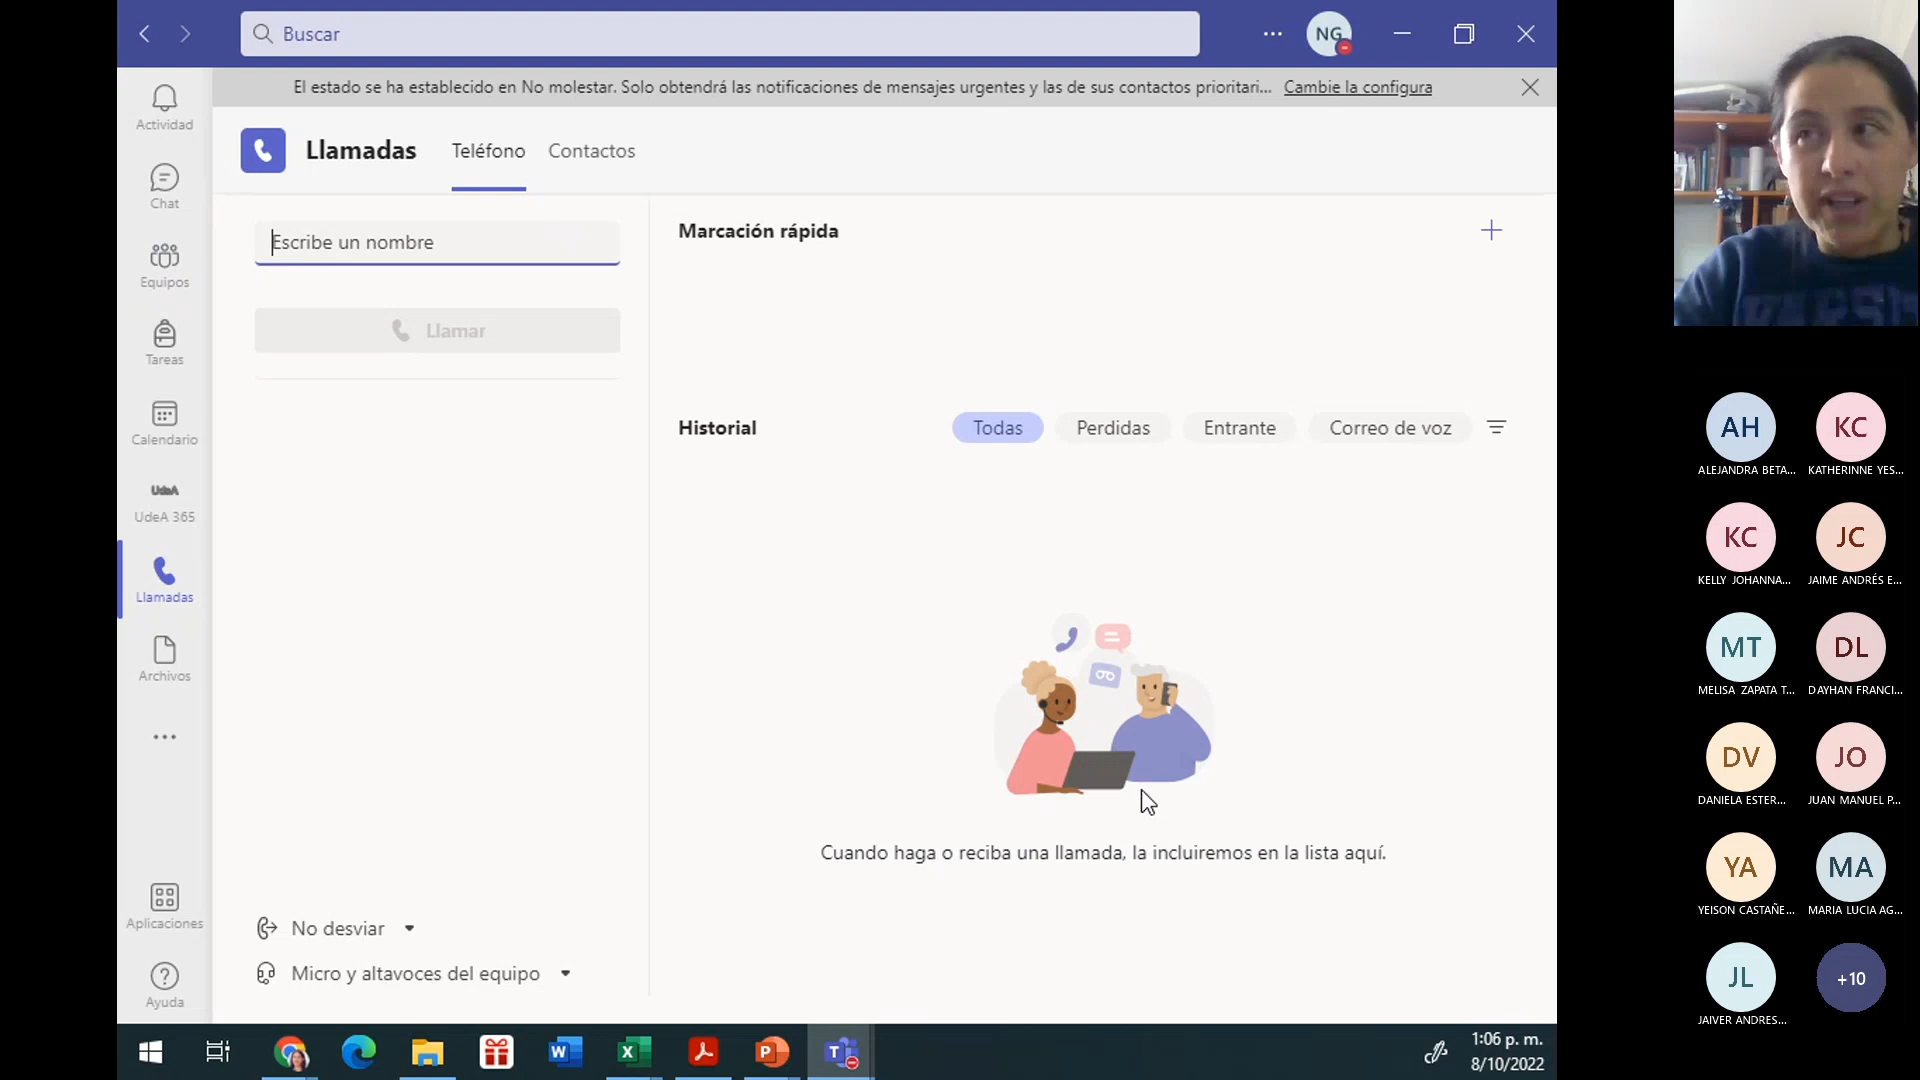 Buscar
NG
El estado se ha establecido en No molestar. Solo obtendrá las notificaciones de mensajes urgentes y las de sus contactos prioritari... Cambie la configura
Actividad
Chat
Equipos
Tareas
Calendario
UdeA
UdeA 365
Llamadas
Archivos
Aplicaciones
Ayuda
Llamadas Teléfono Contactos
Escribe un nombre
Llamar
Marcación rápida
Historial Todas Perdidas Entrante Correo de voz
Cuando haga o reciba una llamada, la incluiremos en la lista aquí.
No desviar
Micro y altavoces del equipo
1:06 p. m.
8/10/2022
AH KC
ALEJANDRA BETA... KATHERINNE YES...
KC JC
KELLY JOHANNA... JAIME ANDRÉS E...
MT DL
MELISA ZAPATA T... DAYHAN FRANCI...
DV JO
DANIELA ESTER... JUAN MANUEL P...
YA MA
YEISON CASTAÑE... MARIA LUCIA AG...
JL +10
JAIVER ANDRES...